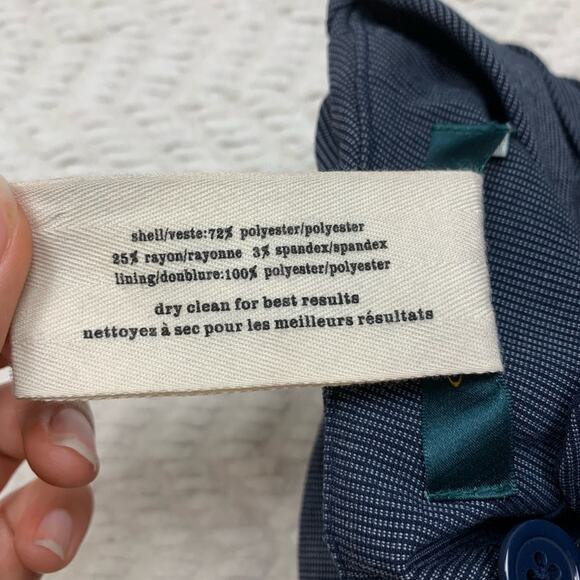 shell/veste:72% polyester/polyester
25% rayon/rayonne 3% spandex/spandex
lining/doublure:100% polyester/polyester
dry clean for best results
nettoyez à sec pour les meilleurs résultats